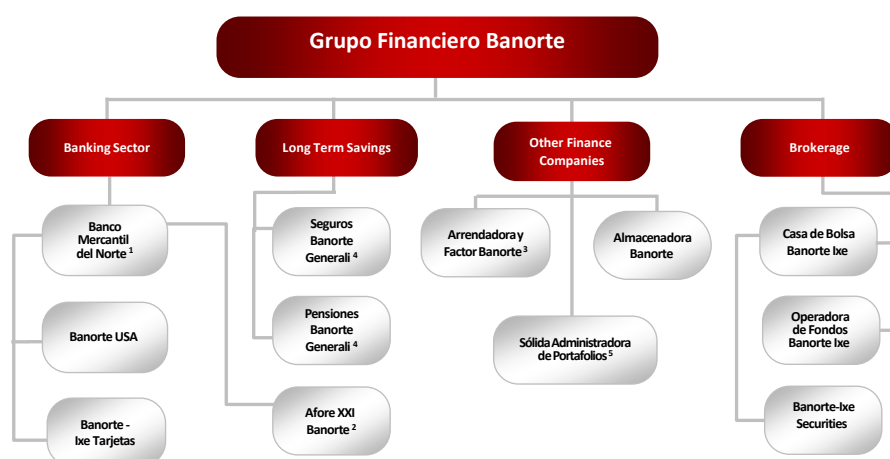 Grupo Financiero Banorte
Banking Sector
Long Term Savings
Other Finance
Companies
Brokerage
Banco
Mercantil
del Norte 1
Seguros
Banorte
Generali 4
Arrendadora y
Factor Banorte 3
Almacenadora
Banorte
Casa de Bolsa
Banorte Ixe
Banorte USA
Pensiones
Banorte
Generali 4
Sólida Administradora
de Portafolios 5
Operadora
de Fondos
Banorte Ixe
Banorte -
Ixe Tarjetas
Afore XXI
Banorte 2
Banorte-Ixe
Securities